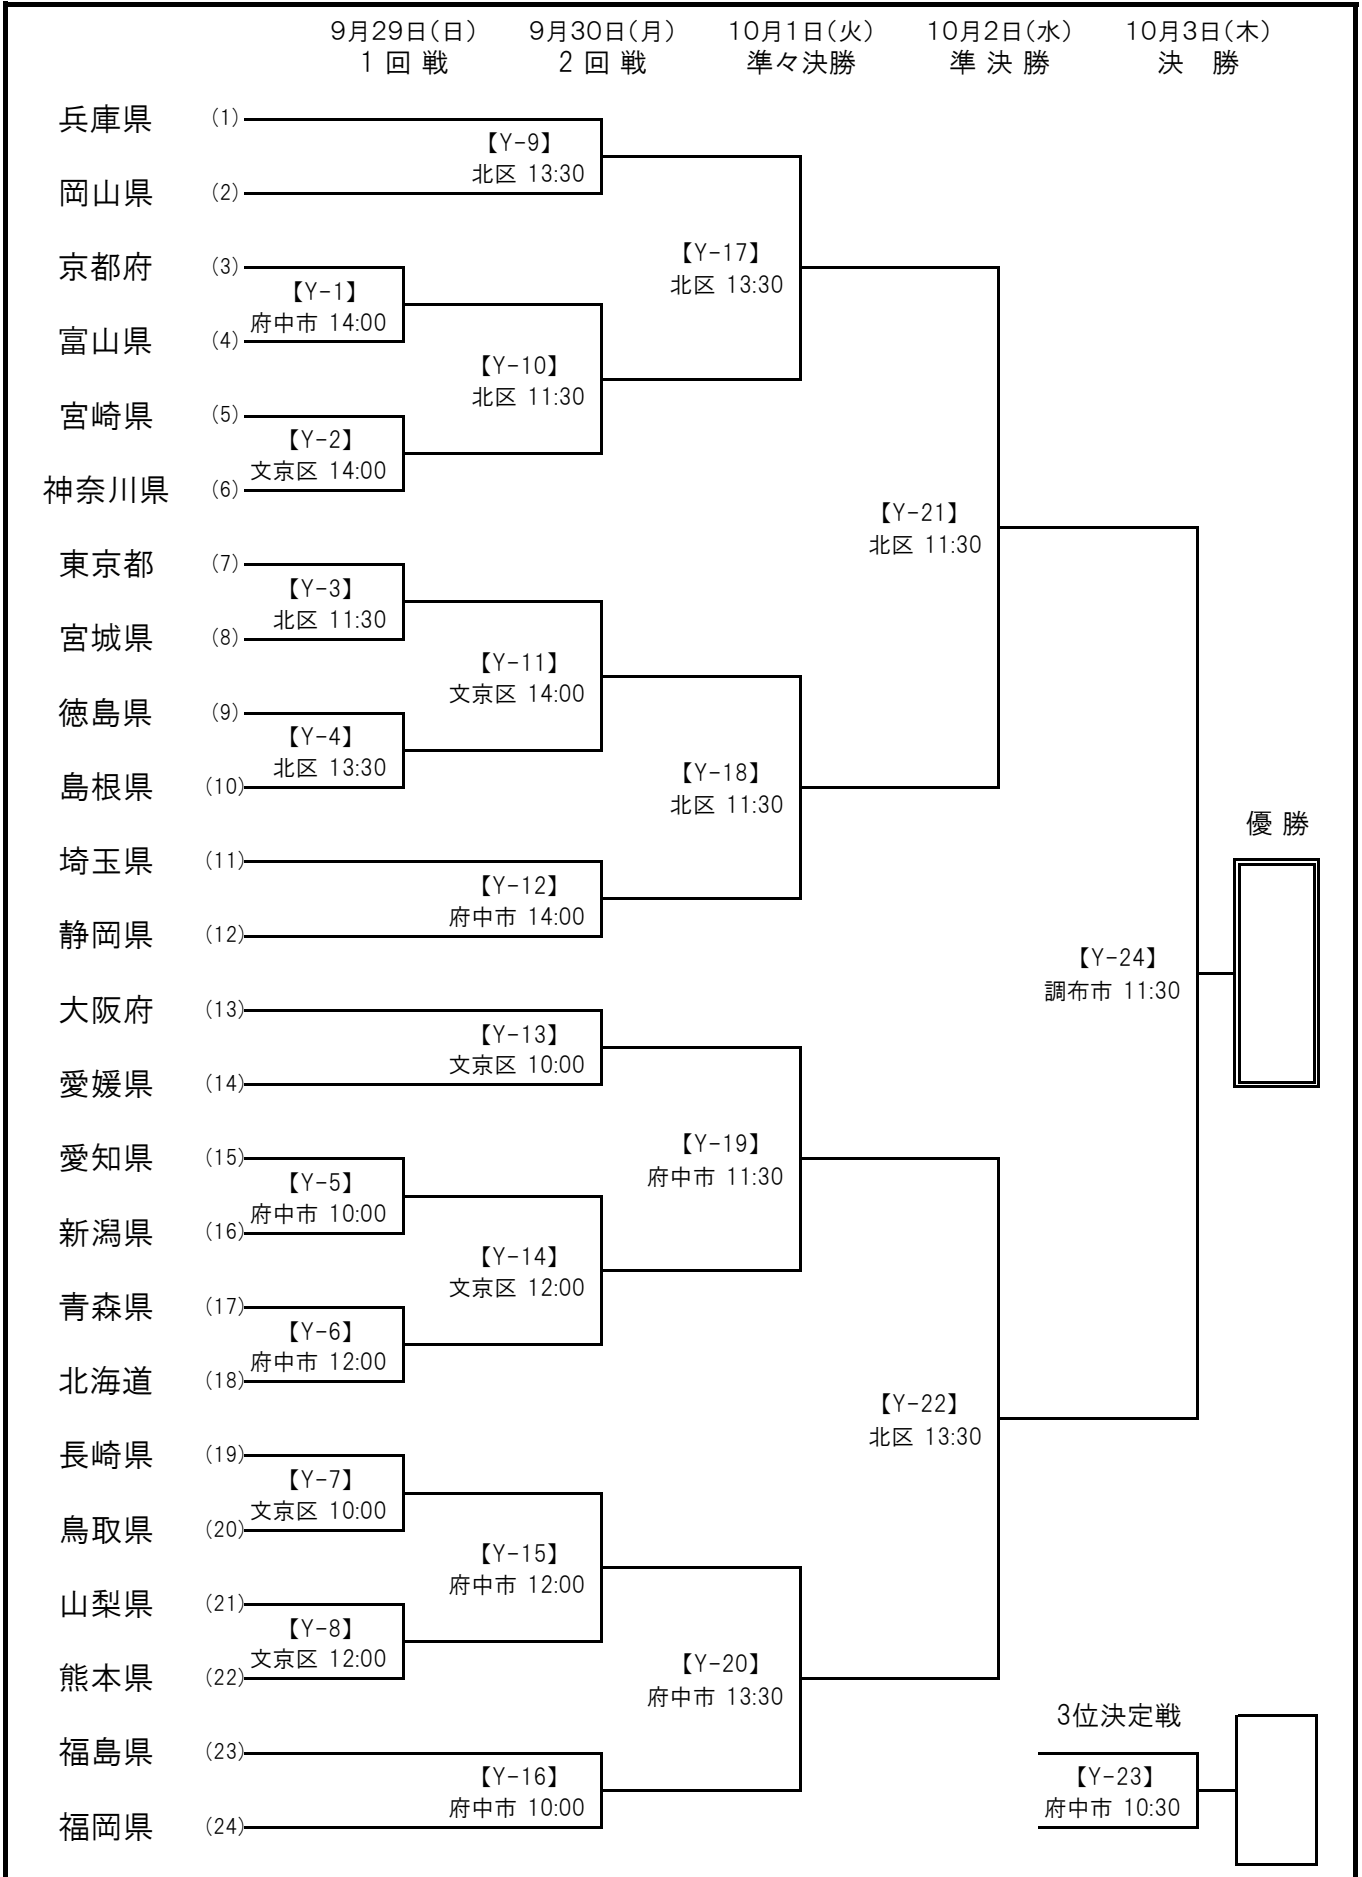 9月29日(日) 9月30日(月) 10月1日(火) 10月2日(水) 10月3日(木)
1 回 戦 2 回 戦 準々決勝 準 決 勝 決 勝
兵庫県 (1)
【Y-9】
北区 13:30
岡山県 (2)
【Y-17】
北区 13:30
京都府 (3)
【Y-1】
府中市 14:00
富山県 (4)
【Y-10】
北区 11:30
宮崎県 (5)
【Y-2】
文京区 14:00
神奈川県 (6)
【Y-21】
北区 11:30
東京都 (7)
【Y-3】
北区 11:30
宮城県 (8)
【Y-11】
文京区 14:00
徳島県 (9)
【Y-4】
北区 13:30
島根県 (10)
【Y-18】
北区 11:30
優 勝
埼玉県 (11)
【Y-12】
府中市 14:00
静岡県 (12)
【Y-24】
調布市 11:30
大阪府 (13)
【Y-13】
文京区 10:00
愛媛県 (14)
【Y-19】
府中市 11:30
愛知県 (15)
【Y-5】
府中市 10:00
新潟県 (16)
【Y-14】
文京区 12:00
青森県 (17)
【Y-6】
府中市 12:00
北海道 (18)
【Y-22】
北区 13:30
長崎県 (19)
【Y-7】
文京区 10:00
鳥取県 (20)
【Y-15】
府中市 12:00
山梨県 (21)
【Y-8】
文京区 12:00
熊本県 (22)
【Y-20】
府中市 13:30
3位決定戦
福島県 (23)
【Y-16】
府中市 10:00
【Y-23】
府中市 10:30
福岡県 (24)